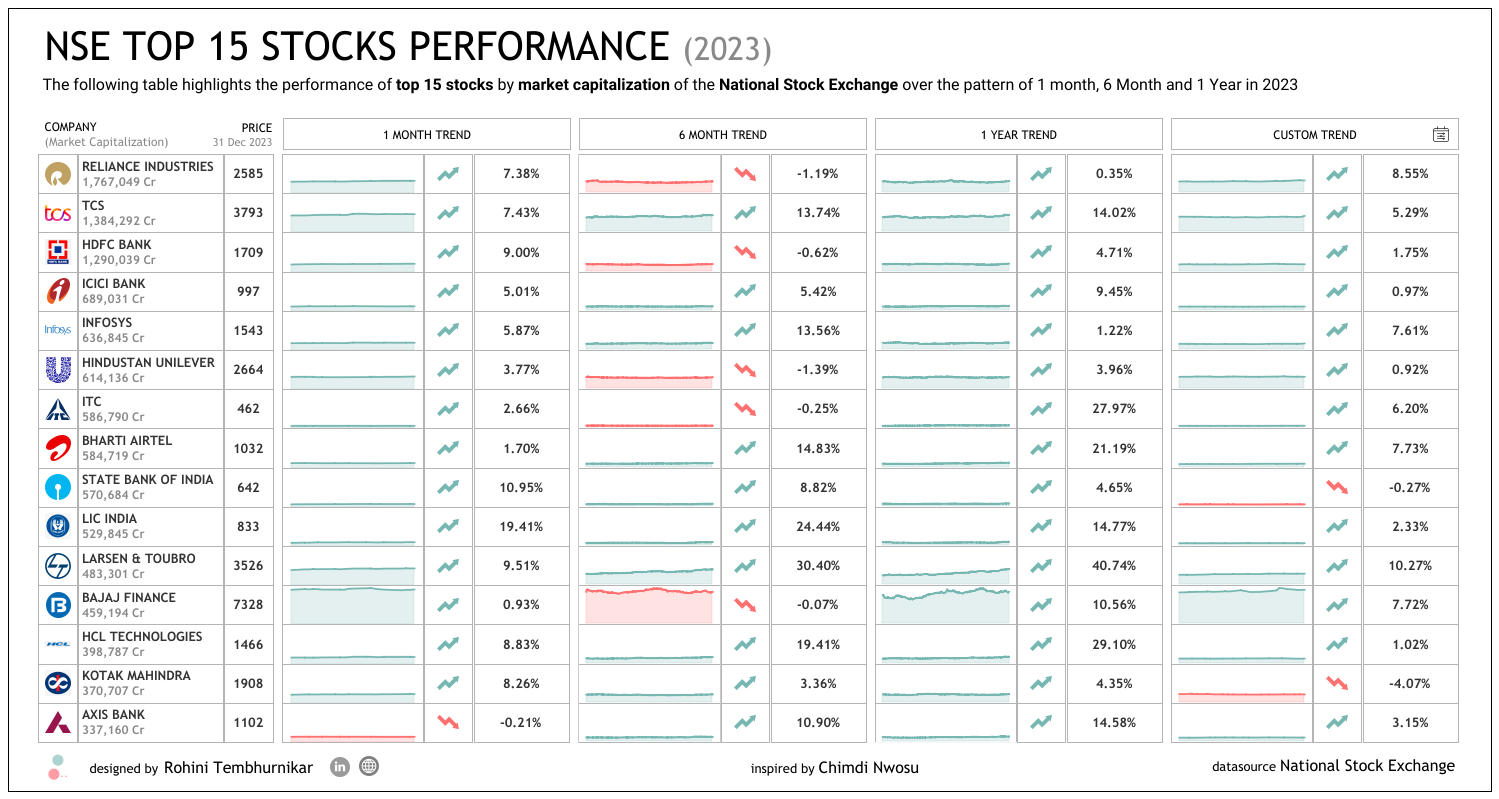 NSE TOP 15 STOCKS PERFORMANCE (2023)
The following table highlights the performance of top 15 stocks by market capitalization of the National Stock Exchange over the pattern of 1 month, 6 Month and 1 Year in 2023
COMPANY PRICE 1 MONTH TREND 6 MONTH TREND 1 YEAR TREND CUSTOM TREND
(Market Capitalization) 31 Dec 2023
RELIANCE INDUSTRIES 2585 7.38% -1.19% 0.35% 8.55%
1,767,049 Cr
tcs TCS 3793 7.43% 13.74% 14.02% 5.29%
1,384,292 Cr
HDFC BANK 1709 9.00% -0.62% 4.71% 1.75%
1,290,039 Cr
ICICI BANK 997 5.01% 5.42% 9.45% 0.97%
689,031 Cr
Infosys INFOSYS 1543 5.87% 13.56% 1.22% 7.61%
636,845 Cr
HINDUSTAN UNILEVER 2664 3.77% -1.39% 3.96% 0.92%
614,136 Cr
ITC 462 2.66% -0.25% 27.97% 6.20%
586,790 Cr
BHARTI AIRTEL 1032 1.70% 14.83% 21.19% 7.73%
584,719 Cr
STATE BANK OF INDIA 642 10.95% 8.82% 4.65% -0.27%
570,684 Cr
LIC INDIA 833 19.41% 24.44% 14.77% 2.33%
529,845 Cr
LARSEN & TOUBRO 3526 9.51% 30.40% 40.74% 10.27%
483,301 Cr
BAJAJ FINANCE 7328 0.93% -0.07% 10.56% 7.72%
459,194 Cr
HCL HCL TECHNOLOGIES 1466 8.83% 19.41% 29.10% 1.02%
398,787 Cr
KOTAK MAHINDRA 1908 8.26% 3.36% 4.35% -4.07%
370,707 Cr
AXIS BANK 1102 -0.21% 10.90% 14.58% 3.15%
337,160 Cr
designed by Rohini Tembhurnikar in inspired by Chimdi Nwosu datasource National Stock Exchange